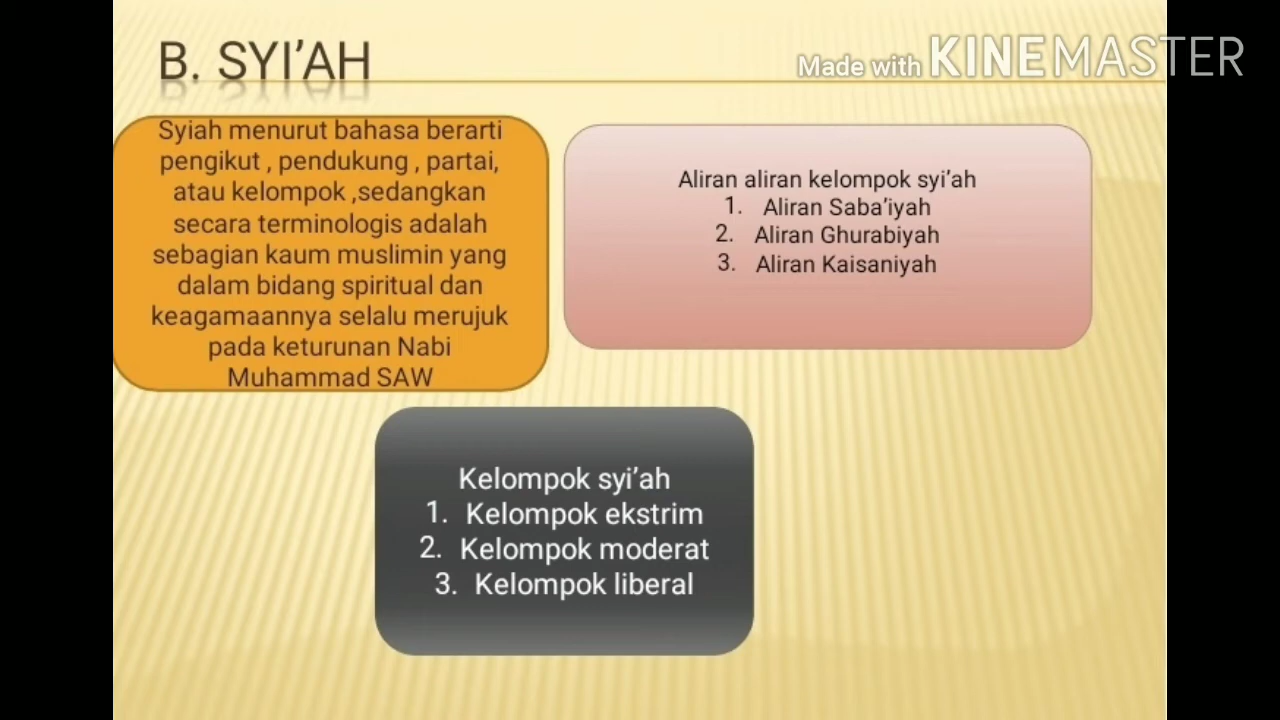 B. SYI'AH
Made with KINEMASTER
Syiah menurut bahasa berarti
pengikut , pendukung , partai,
atau kelompok ,sedangkan
secara terminologis adalah
sebagian kaum muslimin yang
dalam bidang spiritual dan
keagamaannya selalu merujuk
pada keturunan Nabi
Muhammad SAW
Aliran aliran kelompok syi'ah
1. Aliran Saba'iyah
2. Aliran Ghurabiyah
3. Aliran Kaisaniyah
Kelompok syi'ah
1. Kelompok ekstrim
2. Kelompok moderat
3. Kelompok liberal